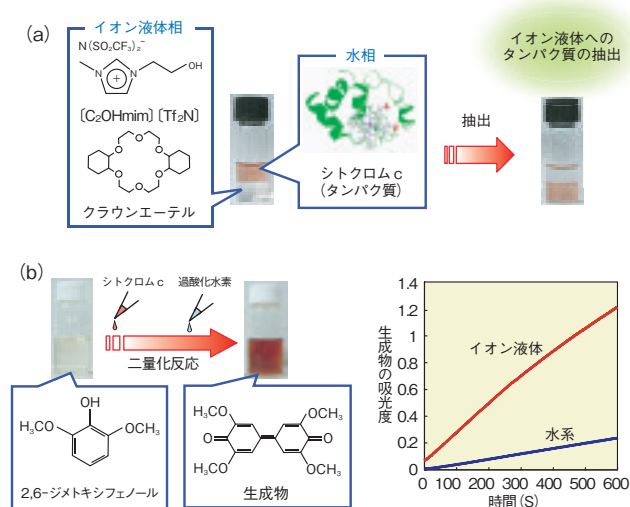 (a)
イオン液体相
N(SO₂CF₃)₂⁻
OH
N
+
N
〔C₂OHmim〕〔Tf₂N〕
O
O
O
O
O
O
クラウンエーテル
水相
シトクロムc
(タンパク質)
抽出
イオン液体への
タンパク質の抽出
(b)
シトクロムc
過酸化水素
二量化反応
OH
H₃CO
OCH₃
2,6-ジメトキシフェノール
OCH₃
OCH₃
O
O
OCH₃
OCH₃
生成物
生成物の吸光度
1.4
1.2
1
0.8
0.6
0.4
0.2
0
イオン液体
水系
0 100 200 300 400 500 600
時間(S)